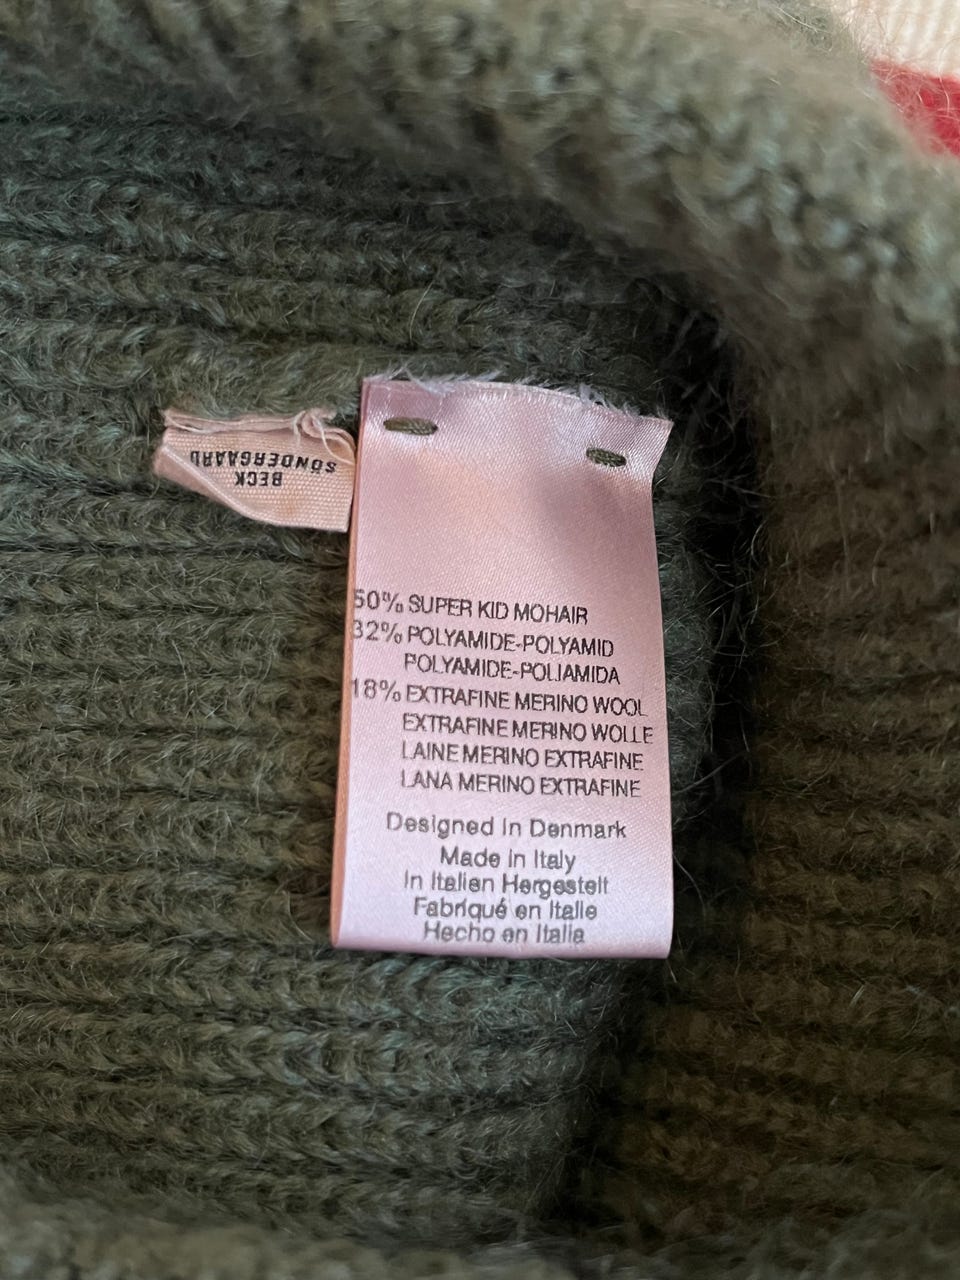 BECK
SÖNDERGAARD
50% SUPER KID MOHAIR
32% POLYAMIDE-POLYAMID
POLYAMIDE-POLIAMIDA
18% EXTRAFINE MERINO WOOL
EXTRAFINE MERINO WOLLE
LAINE MERINO EXTRAFINE
LANA MERINO EXTRAFINE
Designed in Denmark
Made in Italy
In Italien Hergestelt
Fabriqué en Italie
Hecho en Italia